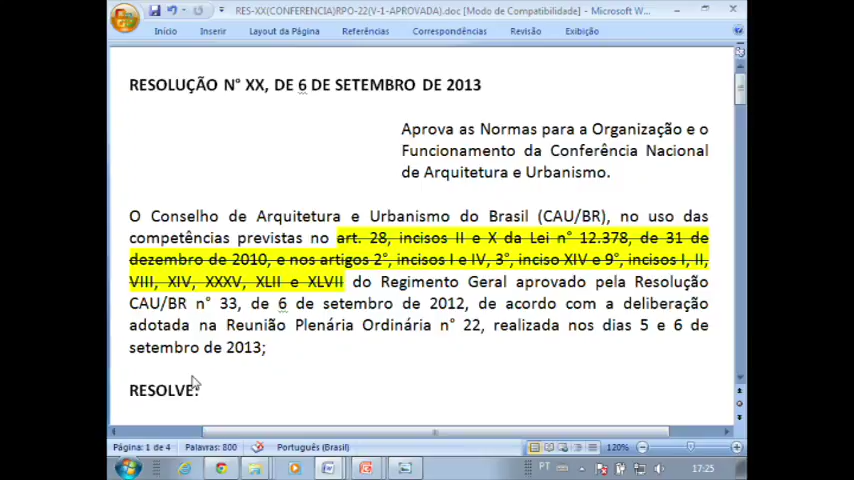 RES-XX(CONFERENCIA)RPO-22(V-1-APROVADA).doc [Modo de Compatibilidade] - Microsoft W...
Início Inserir Layout da Página Referências Correspondências Revisão Exibição
RESOLUÇÃO N° XX, DE 6 DE SETEMBRO DE 2013
Aprova as Normas para a Organização e o
Funcionamento da Conferência Nacional
de Arquitetura e Urbanismo.
O Conselho de Arquitetura e Urbanismo do Brasil (CAU/BR), no uso das
competências previstas no art. 28, incisos II e X da Lei n° 12.378, de 31 de
dezembro de 2010, e nos artigos 2°, incisos I e IV, 3°, inciso XIV e 9°, incisos I, II,
VIII, XIV, XXXV, XLII e XLVII do Regimento Geral aprovado pela Resolução
CAU/BR n° 33, de 6 de setembro de 2012, de acordo com a deliberação
adotada na Reunião Plenária Ordinária n° 22, realizada nos dias 5 e 6 de
setembro de 2013;
RESOLVE:
Página: 1 de 4 Palavras: 800 Português (Brasil) 120%
PT 17:25